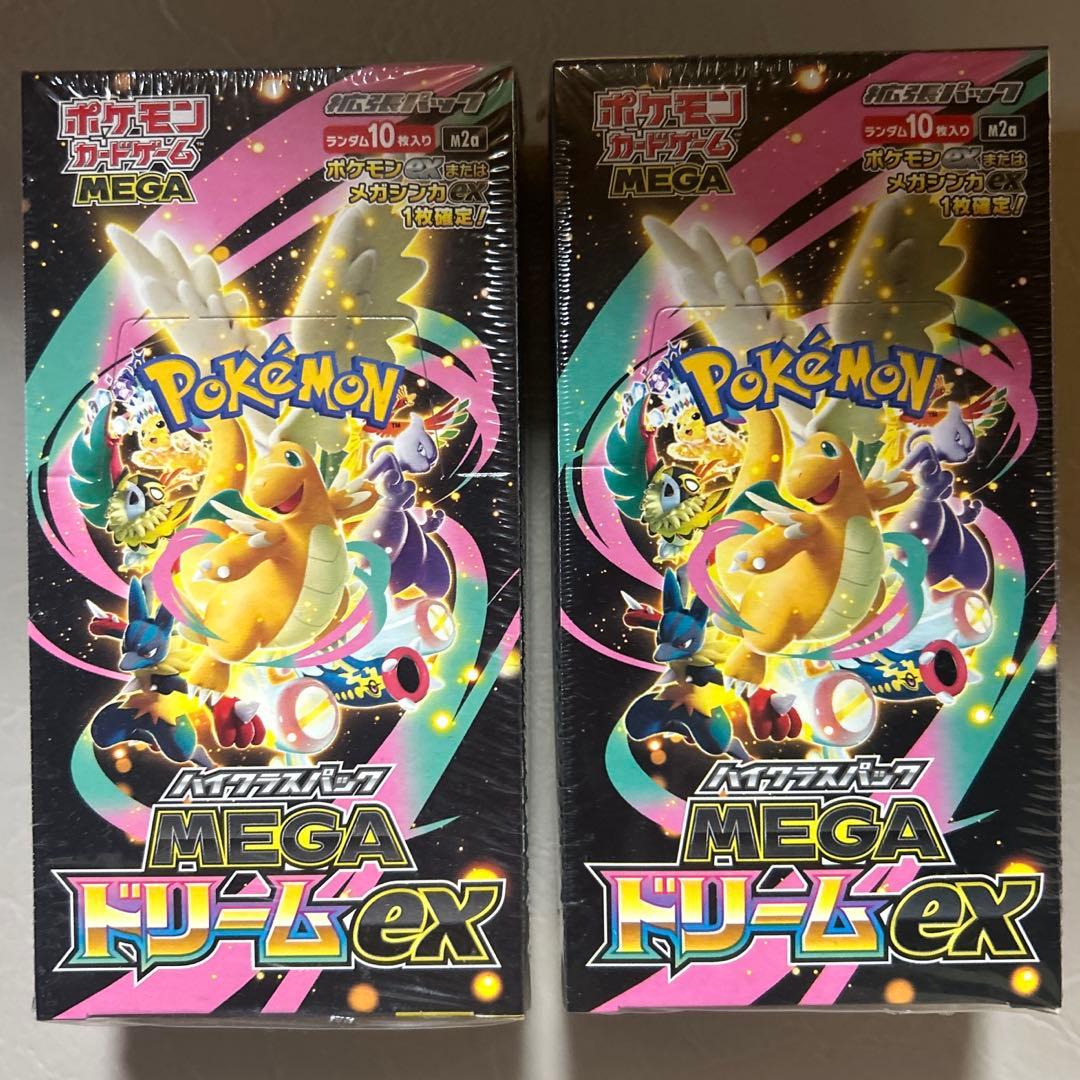 ポケモン
カードゲーム™
MEGA
拡張パック
ランダム10枚入り
M2a
ポケモンexまたは
メガシンカex
1枚確定!
POKéMON™
ハイクラスパック
MEGA
ドリームex
ポケモン
カードゲーム™
MEGA
拡張パック
ランダム10枚入り
M2a
ポケモンexまたは
メガシンカex
1枚確定!
POKéMON™
ハイクラスパック
MEGA
ドリームex